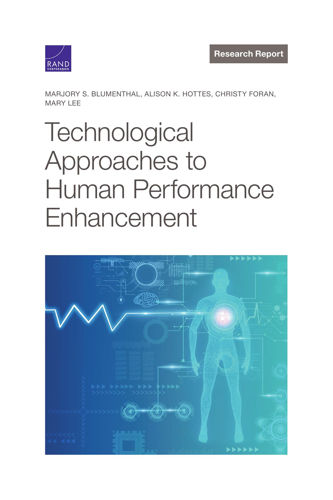 RAND
CORPORATION
Research Report
MARJORY S. BLUMENTHAL, ALISON K. HOTTES, CHRISTY FORAN,
MARY LEE
Technological
Approaches to
Human Performance
Enhancement